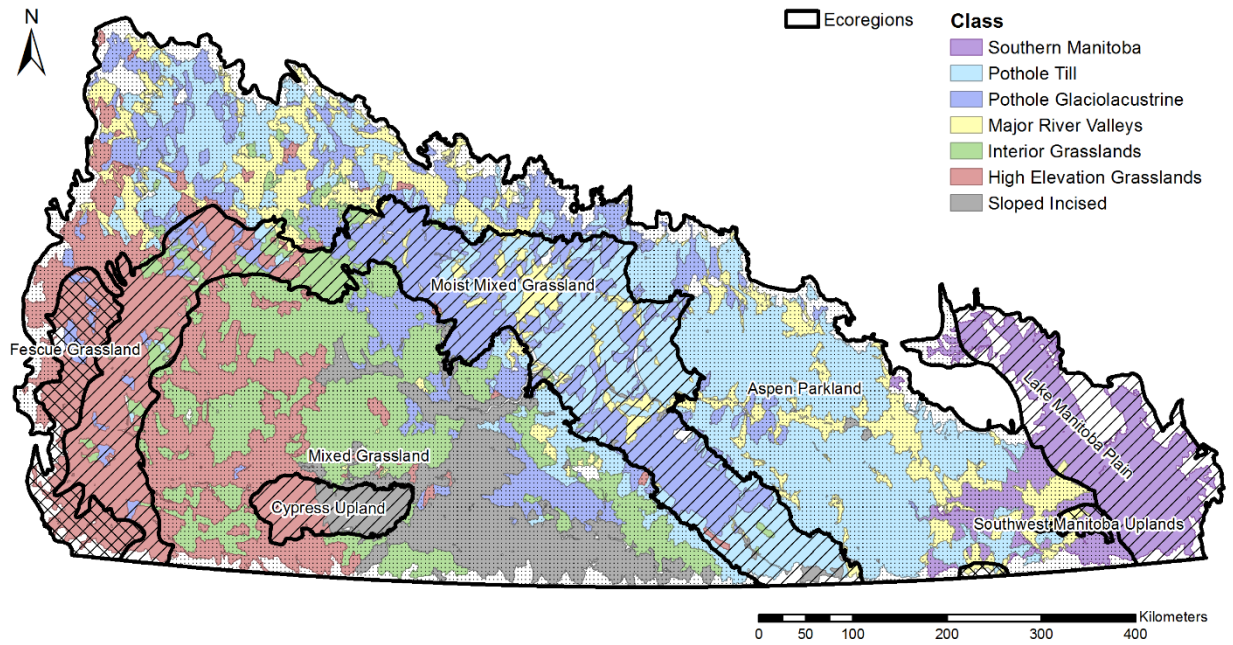 N
Ecoregions
Class
Southern Manitoba
Pothole Till
Pothole Glaciolacustrine
Major River Valleys
Interior Grasslands
High Elevation Grasslands
Sloped Incised
Moist Mixed Grassland
Fescue Grassland
Aspen Parkland
Lake Manitoba Plain
Mixed Grassland
Cypress Upland
Southwest Manitoba Uplands
Kilometers
0 50 100 200 300 400